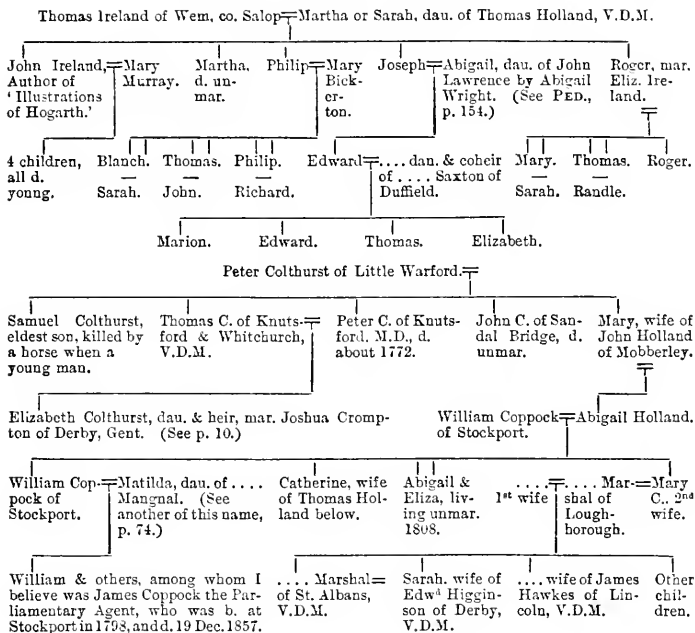 Thomas Ireland of Wem, co. Salop = Martha or Sarah, dau. of Thomas Holland, V.D.M.
John Ireland, Author of ‘Illustrations of Hogarth.’ = Mary Murray.
Martha, d. unmar.
Philip = Mary Bickerton.
Joseph = Abigail, dau. of John Lawrence by Abigail Wright. (See PED., p. 154.)
Roger, mar. Eliz. Ireland.
4 children, all d. young.
Blanch. — Sarah.
Thomas. — John.
Philip. — Richard.
Edward = .... dau. & coheir of .... Saxton of Duffield.
Mary. — Sarah.
Thomas. — Randle.
Roger.
Marion. Edward. Thomas. Elizabeth.
Peter Colthurst of Little Warford. =
Samuel Colthurst, eldest son, killed by a horse when a young man.
Thomas C. of Knutsford & Whitchurch, V.D.M. =
Peter C. of Knutsford. M.D., d. about 1772.
John C. of Sandal Bridge, d. unmar.
Mary, wife of John Holland of Mobberley.
Elizabeth Colthurst, dau. & heir, mar. Joshua Crompton of Derby, Gent. (See p. 10.)
William Coppock of Stockport. = Abigail Holland.
William Coppock of Stockport. = Matilda, dau. of .... Mangnal. (See another of this name, p. 74.)
Catherine, wife of Thomas Holland below.
Abigail & Eliza, living unmar. 1808.
.... 1st wife = .... Marshal of Loughborough. = Mary C., 2nd wife.
William & others, among whom I believe was James Coppock the Parliamentary Agent, who was b. at Stockport in 1798, and d. 19 Dec. 1857.
.... Marshal = of St. Albans, V.D.M.
Sarah. wife of Edwd Higginson of Derby, V.D.M.
.... wife of James Hawkes of Lincoln, V.D.M.
Other children.